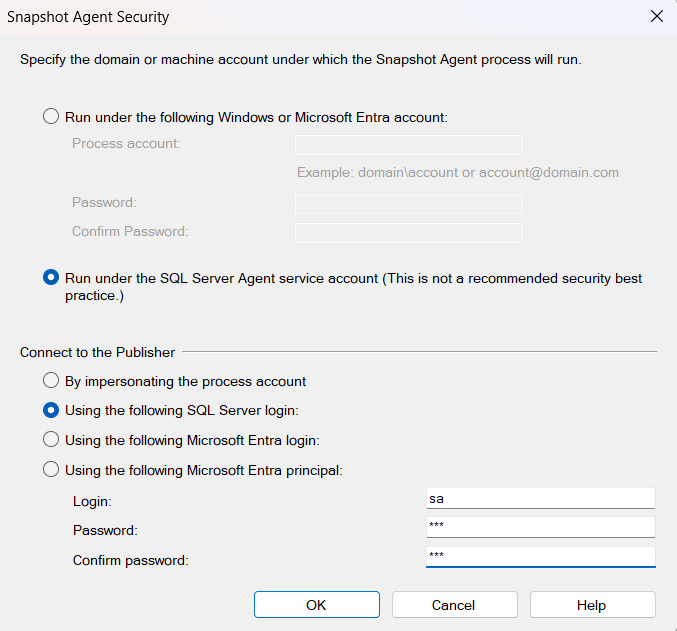 Snapshot Agent Security
Specify the domain or machine account under which the Snapshot Agent process will run.
Run under the following Windows or Microsoft Entra account:
Process account:
Example: domain\account or account@domain.com
Password:
Confirm Password:
Run under the SQL Server Agent service account (This is not a recommended security best
practice.)
Connect to the Publisher
By impersonating the process account
Using the following SQL Server login:
Using the following Microsoft Entra login:
Using the following Microsoft Entra principal:
Login: sa
Password: ***
Confirm password: ***
OK Cancel Help